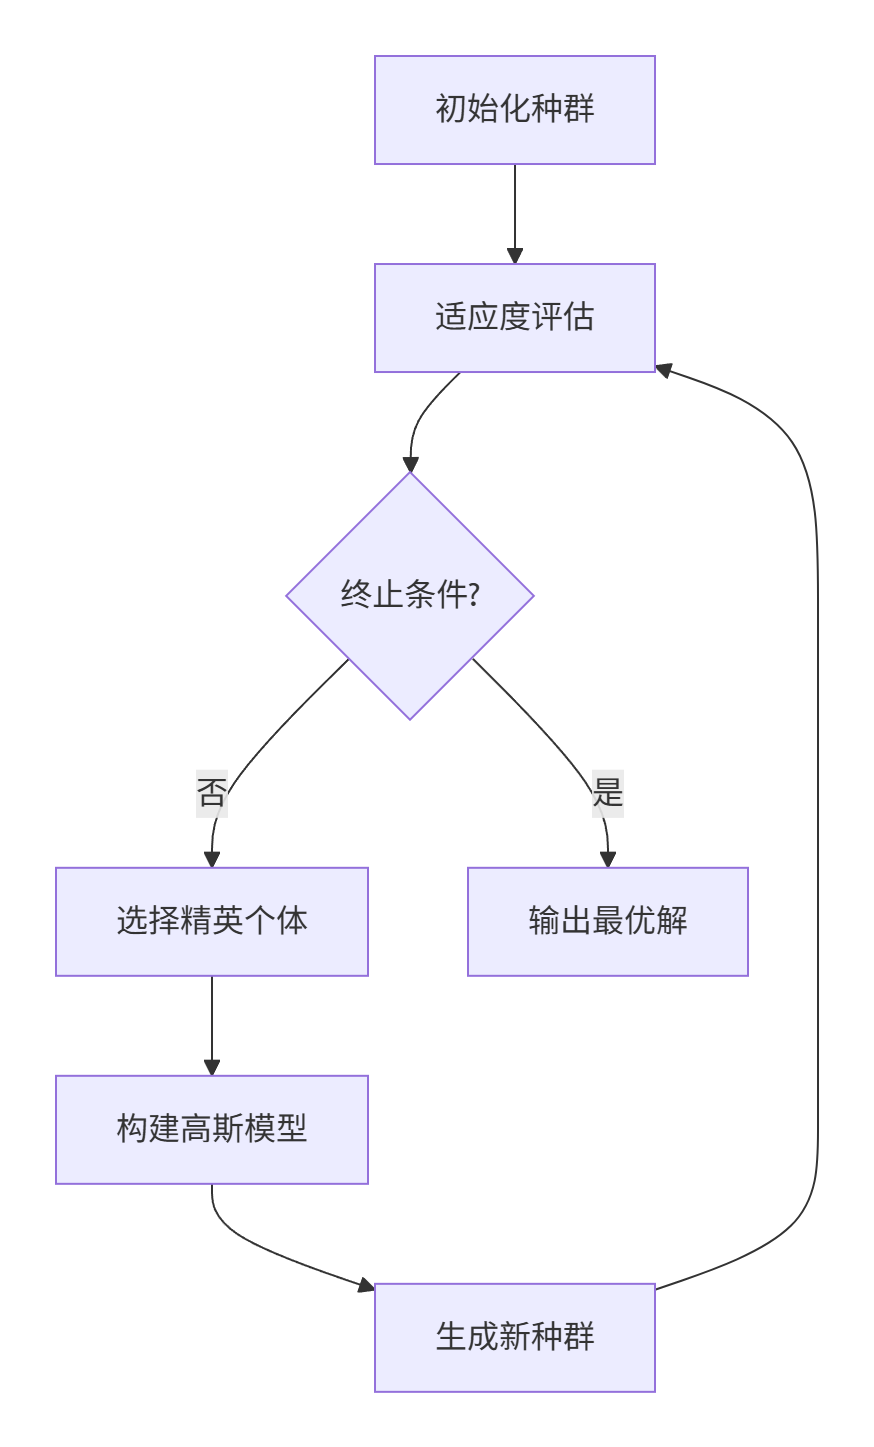 初始化种群
适应度评估
终止条件?
否
是
选择精英个体
输出最优解
构建高斯模型
生成新种群